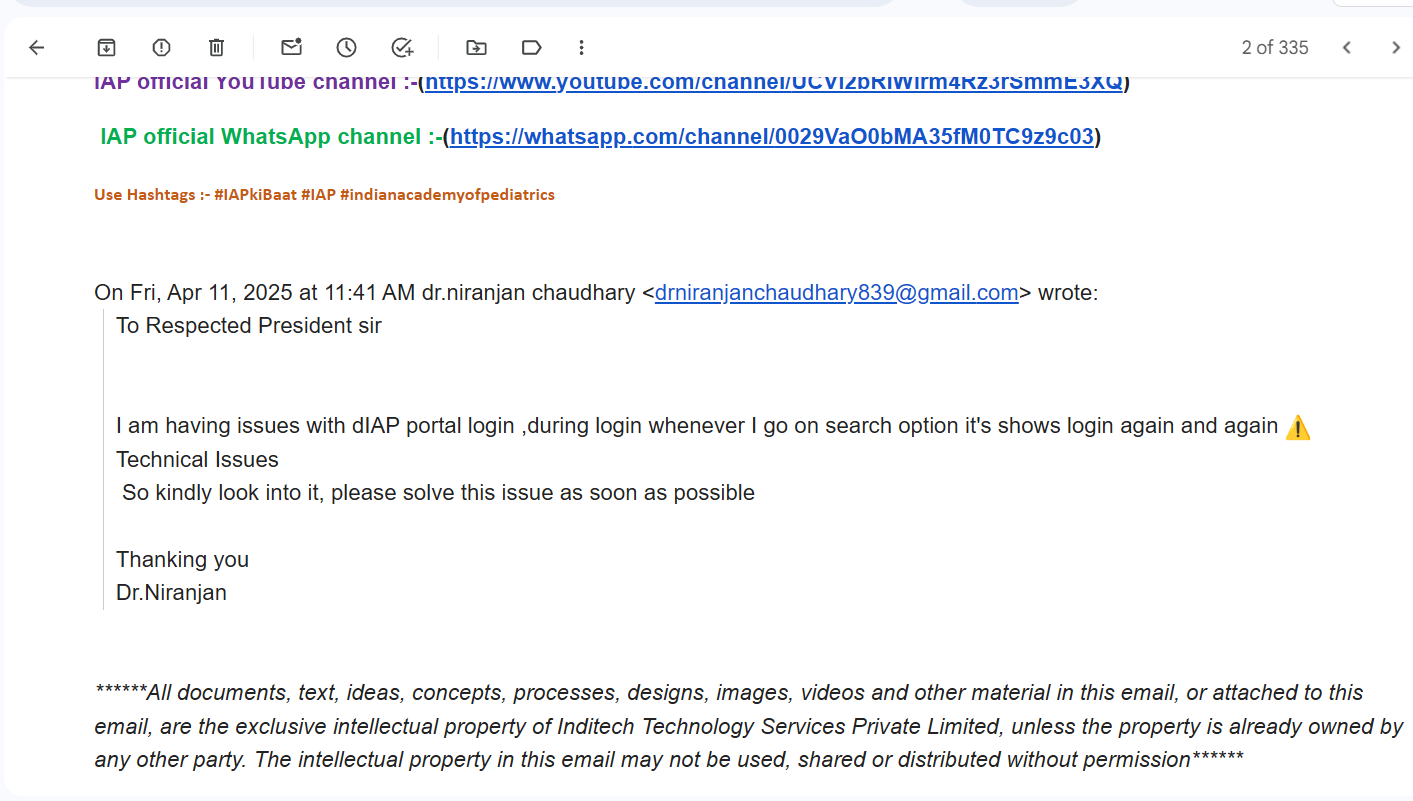 2 of 335
IAP official YouTube channel :-(https://www.youtube.com/channel/
IAP official WhatsApp channel :-(https://whatsapp.com/channel/0029VaO0bMA35fM0TC9z9c03)
Use Hashtags :- #IAPkiBaat #IAP #indianacademyofpediatrics
On Fri, Apr 11, 2025 at 11:41 AM dr.niranjan chaudhary <drniranjanchaudhary839@gmail.com> wrote:
To Respected President sir
I am having issues with dIAP portal login ,during login whenever I go on search option it's shows login again and again ⚠️
Technical Issues
So kindly look into it, please solve this issue as soon as possible
Thanking you
Dr.Niranjan
******All documents, text, ideas, concepts, processes, designs, images, videos and other material in this email, or attached to this
email, are the exclusive intellectual property of Inditech Technology Services Private Limited, unless the property is already owned by
any other party. The intellectual property in this email may not be used, shared or distributed without permission******